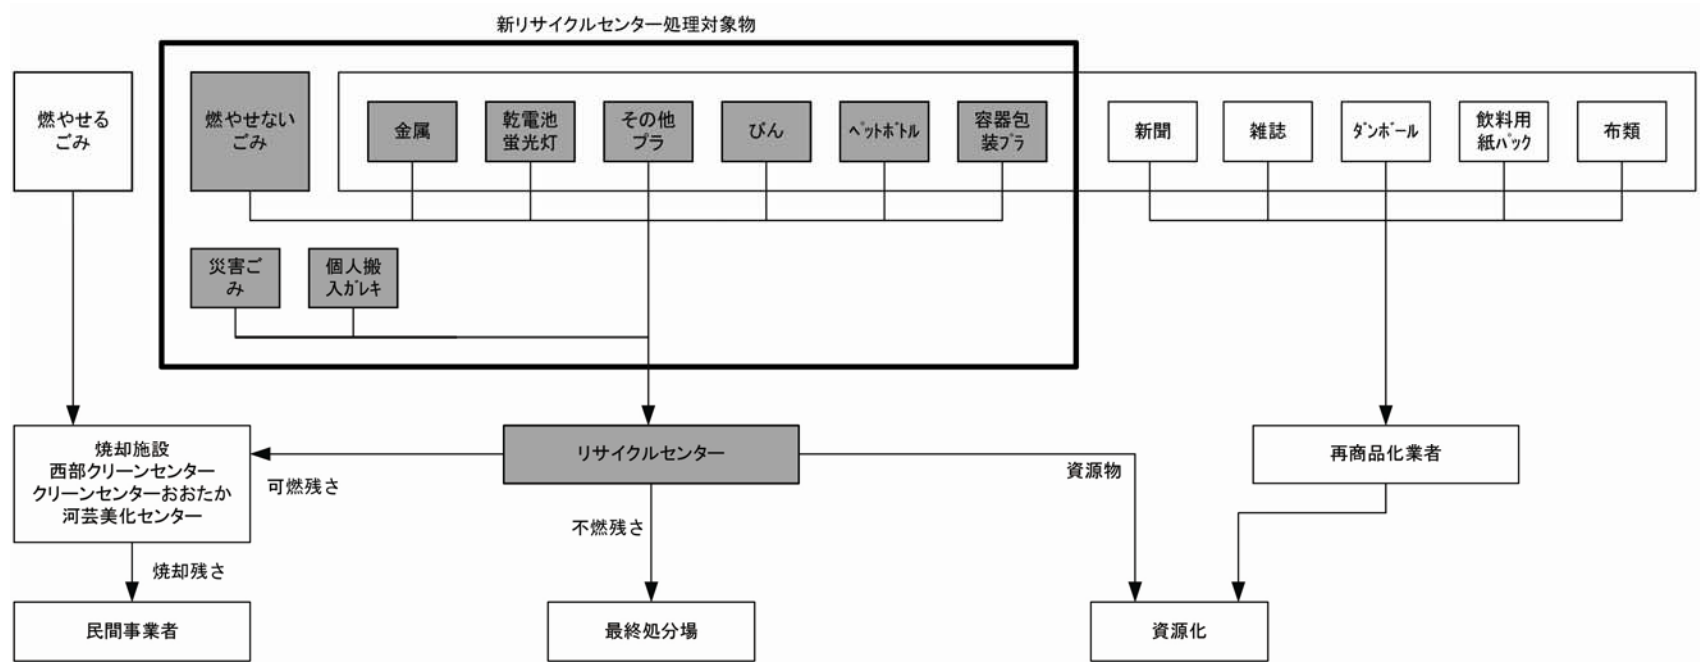 新リサイクルセンター処理対象物
燃やせる
ごみ
燃やせない
ごみ
金属
乾電池
蛍光灯
その他
プラ
びん
ﾍﾟｯﾄﾎﾞﾄﾙ
容器包
装ﾌﾟﾗ
新聞
雑誌
ﾀﾞﾝﾎﾞｰﾙ
飲料用
紙ﾊﾟｯｸ
布類
災害ご
み
個人搬
入ｶﾞﾚｷ
焼却施設
西部クリーンセンター
クリーンセンターおおたか
河芸美化センター
可燃残さ
リサイクルセンター
資源物
再商品化業者
不燃残さ
焼却残さ
民間事業者
最終処分場
資源化